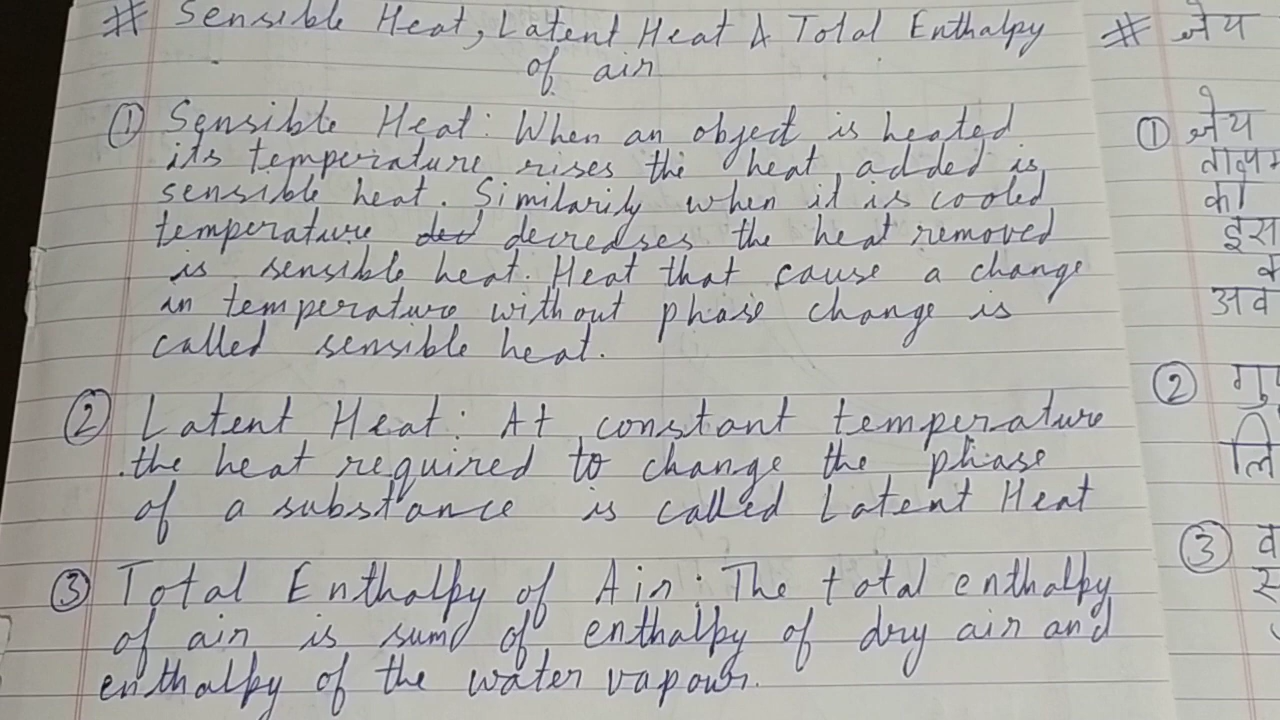 # Sensible Heat, Latent Heat & Total Enthalpy
of air
① Sensible Heat: When an object is heated
its temperature rises the heat added is
sensible heat. Similarily when it is cooled
temperature ded decreases the heat removed
is sensible heat. Heat that cause a change
in temperature without phase change is
called sensible heat.
② Latent Heat: At constant temperature
the heat required to change the phase
of a substance is called Latent Heat
③ Total Enthalpy of Air: The total enthalpy
of air is sum of enthalpy of dry air and
enthalpy of the water vapour.
# ज्ञेय
① ज्ञेय
को
इस
अव
②
③